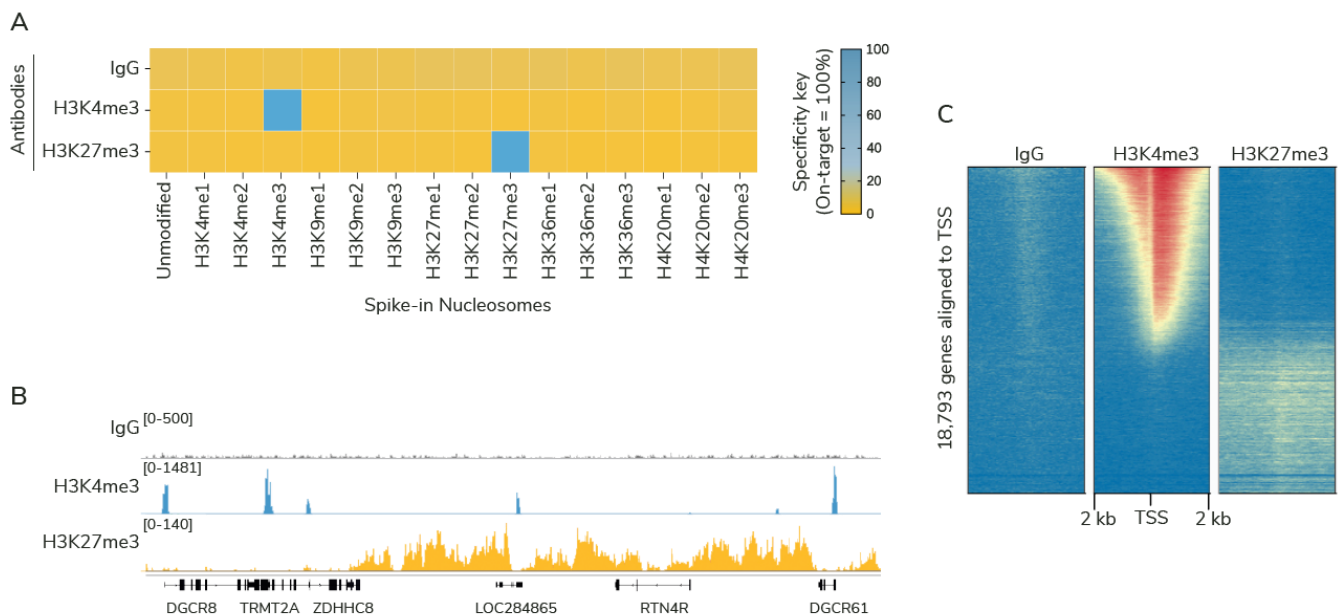 A
Antibodies
IgG
H3K4me3
H3K27me3
Unmodified
H3K4me1
H3K4me2
H3K4me3
H3K9me1
H3K9me2
H3K9me3
H3K27me1
H3K27me2
H3K27me3
H3K36me1
H3K36me2
H3K36me3
H4K20me1
H4K20me2
H4K20me3
Spike-in Nucleosomes
Specificity key
(On-target = 100%)
100
80
60
40
20
0
B
IgG [0-500]
H3K4me3 [0-1481]
H3K27me3 [0-140]
DGCR8 TRMT2A ZDHHC8 LOC284865 RTN4R DGCR61
C
IgG H3K4me3 H3K27me3
18,793 genes aligned to TSS
2 kb TSS 2 kb